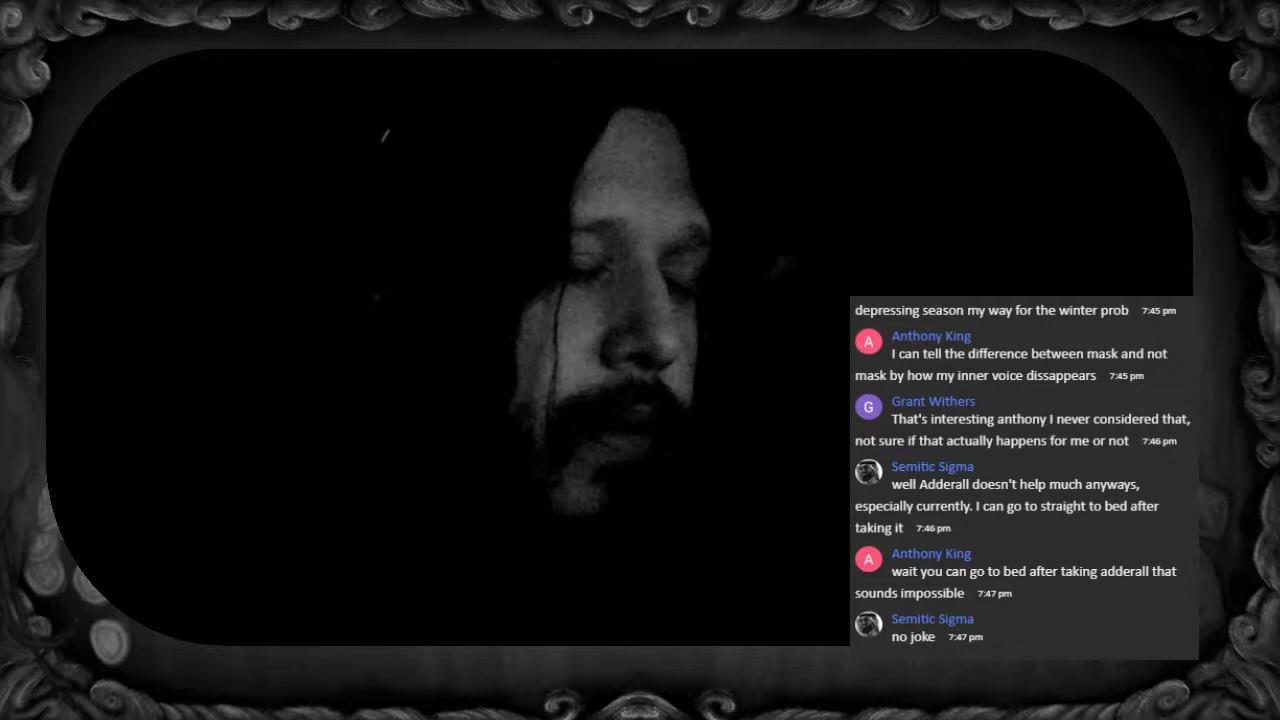 depressing season my way for the winter prob 7:45 pm
A
Anthony King
I can tell the difference between mask and not
mask by how my inner voice dissappears 7:45 pm
G
Grant Withers
That's interesting anthony I never considered that,
not sure if that actually happens for me or not 7:46 pm
Semitic Sigma
well Adderall doesn't help much anyways,
especially currently. I can go to straight to bed after
taking it 7:46 pm
A
Anthony King
wait you can go to bed after taking adderall that
sounds impossible 7:47 pm
Semitic Sigma
no joke 7:47 pm